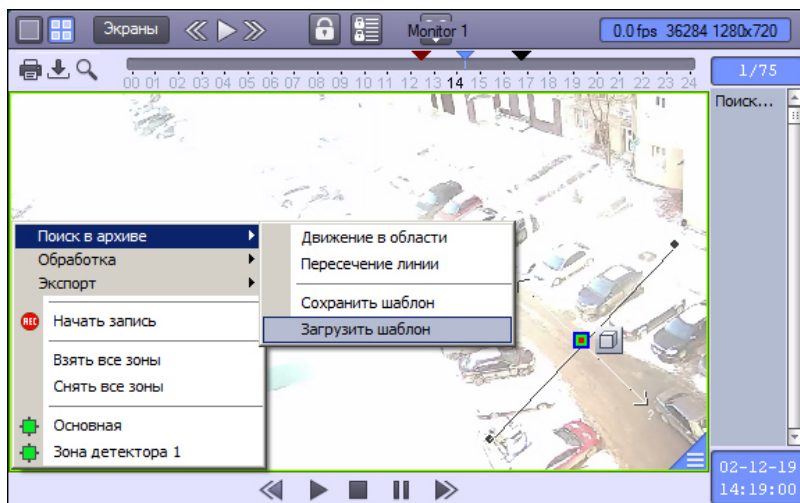 Экраны
Monitor 1
0.0 fps 36284 1280x720
00 01 02 03 04 05 06 07 08 09 10 11 12 13 14 15 16 17 18 19 20 21 22 23 24
1/75
Поиск...
Поиск в архиве
Обработка
Экспорт
REC Начать запись
Взять все зоны
Снять все зоны
Основная
Зона детектора 1
Движение в области
Пересечение линии
Сохранить шаблон
Загрузить шаблон
2
02-12-19
14:19:00